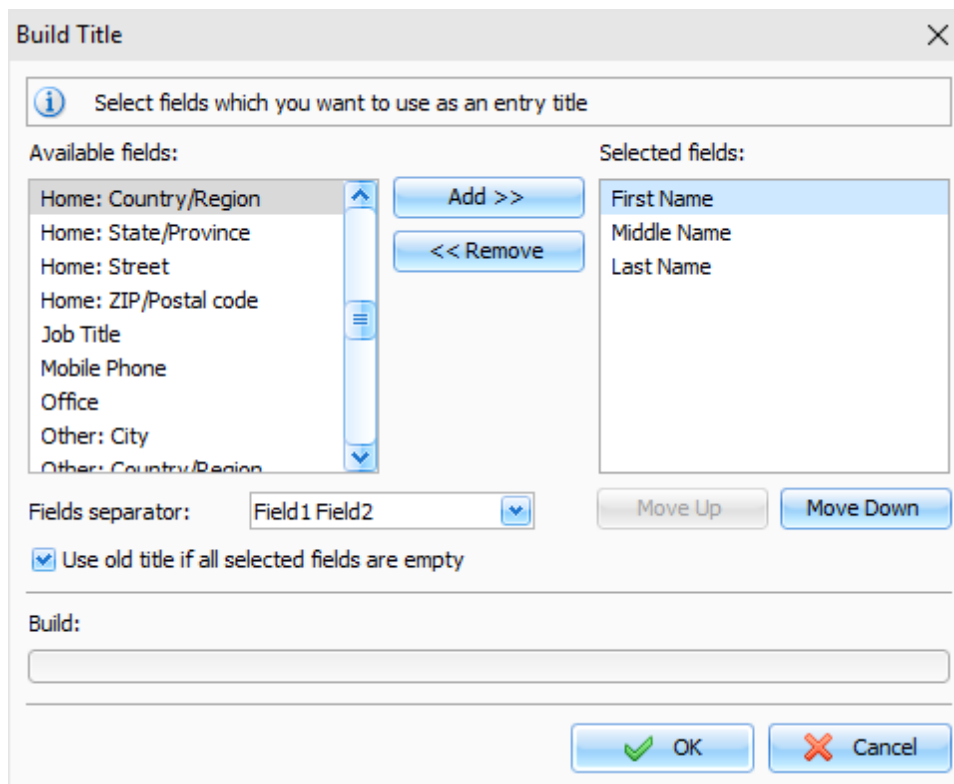 Build Title
Select fields which you want to use as an entry title
Available fields:
Selected fields:
Home: Country/Region
Home: State/Province
Home: Street
Home: ZIP/Postal code
Job Title
Mobile Phone
Office
Other: City
Other: Country/Region
Add >>
<< Remove
First Name
Middle Name
Last Name
Fields separator:
Field1 Field2
Move Up
Move Down
Use old title if all selected fields are empty
Build:
OK
Cancel